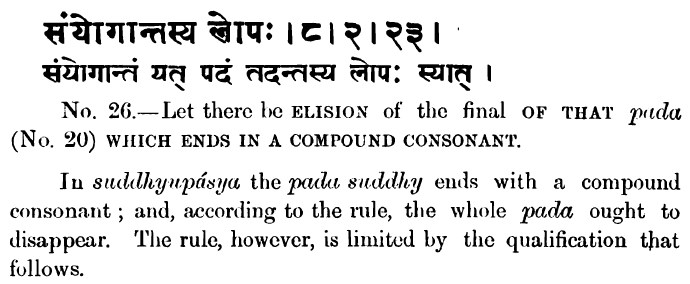 संयोगान्तस्य लोपः । ८ । २ । २३ ।
संयोगान्तं यत् पदं तदन्तस्य लोपः स्यात् ।
No. 26.—Let there be ELISION of the final OF THAT pada
(No. 20) WHICH ENDS IN A COMPOUND CONSONANT.
In suddhyupásya the pada suddhy ends with a compound
consonant; and, according to the rule, the whole pada ought to
disappear. The rule, however, is limited by the qualification that
follows.